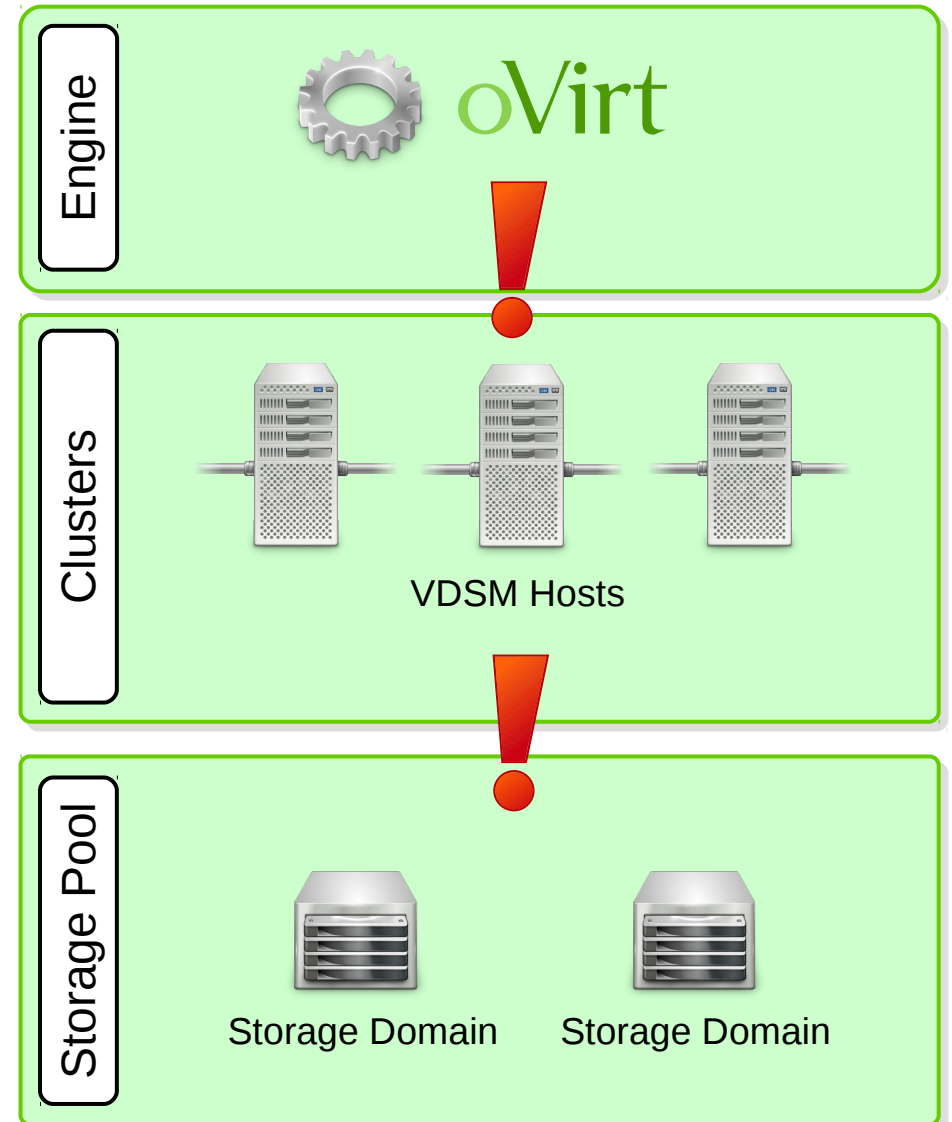 Engine
oVirt
Clusters
VDSM Hosts
Storage Pool
Storage Domain
Storage Domain